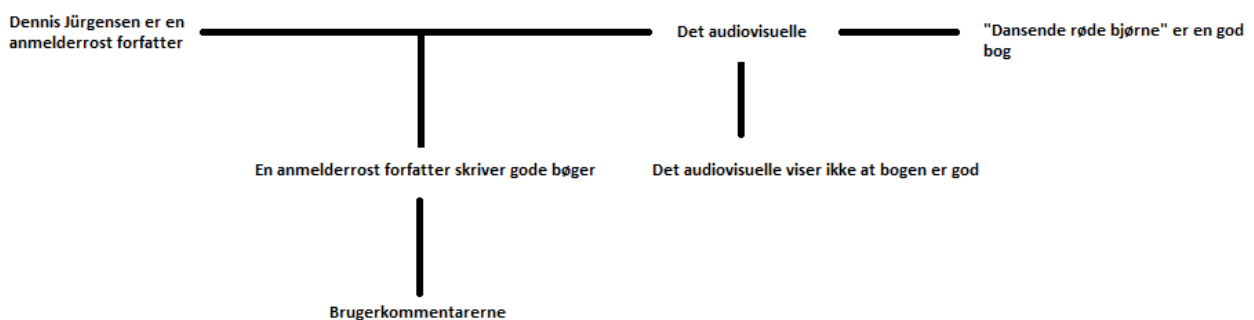 Dennis Jürgensen er en
anmelderrost forfatter
Det audiovisuelle
"Dansende røde bjørne" er en god
bog
En anmelderrost forfatter skriver gode bøger
Det audiovisuelle viser ikke at bogen er god
Brugerkommentarerne